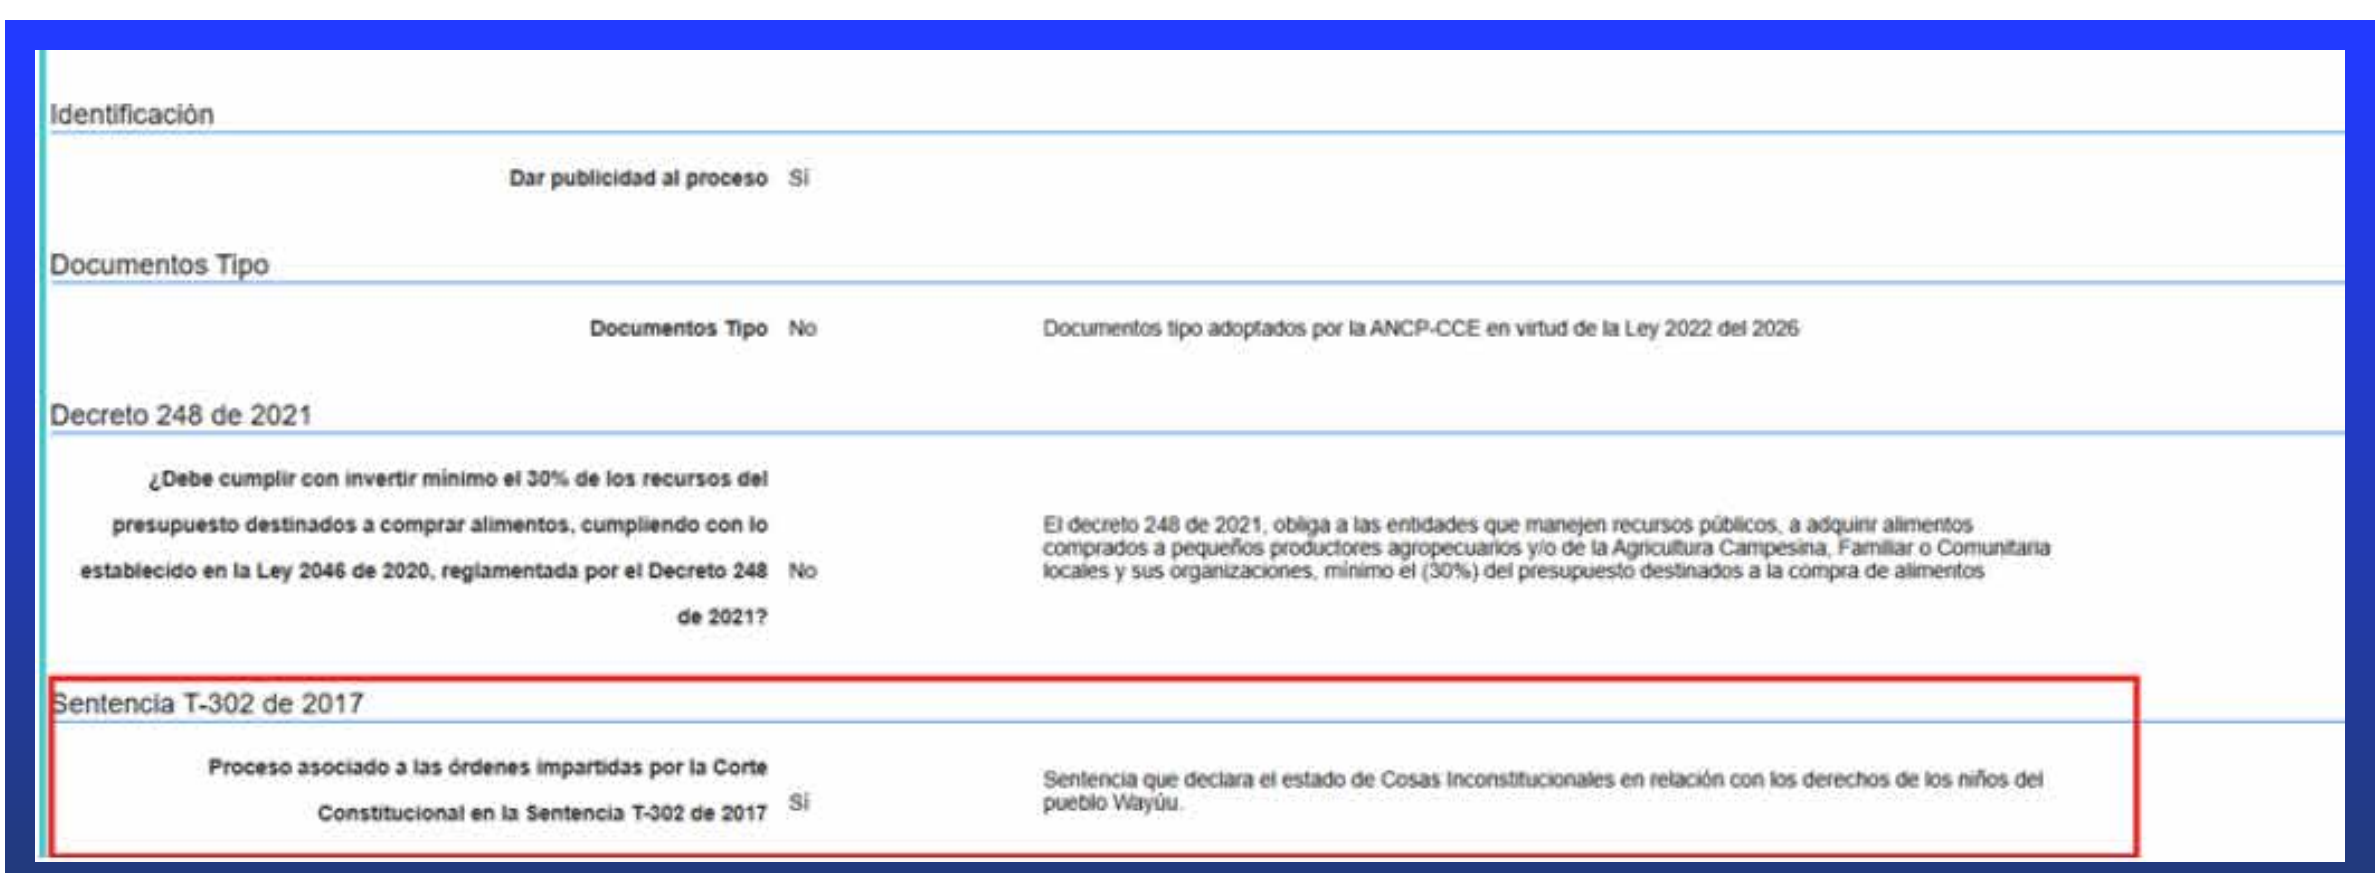 Identificación
Dar publicidad al proceso Sí
Documentos Tipo
Documentos Tipo No Documentos tipo adoptados por la ANCP-CCE en virtud de la Ley 2022 del 2026
Decreto 248 de 2021
¿Debe cumplir con invertir mínimo el 30% de los recursos del
presupuesto destinados a comprar alimentos, cumpliendo con lo
establecido en la Ley 2046 de 2020, reglamentada por el Decreto 248
de 2021?
No
El decreto 248 de 2021, obliga a las entidades que manejen recursos públicos, a adquirir alimentos
comprados a pequeños productores agropecuarios y/o de la Agricultura Campesina, Familiar o Comunitaria
locales y sus organizaciones, mínimo el (30%) del presupuesto destinados a la compra de alimentos
Sentencia T-302 de 2017
Proceso asociado a las órdenes impartidas por la Corte
Constitucional en la Sentencia T-302 de 2017
Sí
Sentencia que declara el estado de Cosas Inconstitucionales en relación con los derechos de los niños del
pueblo Wayúu.